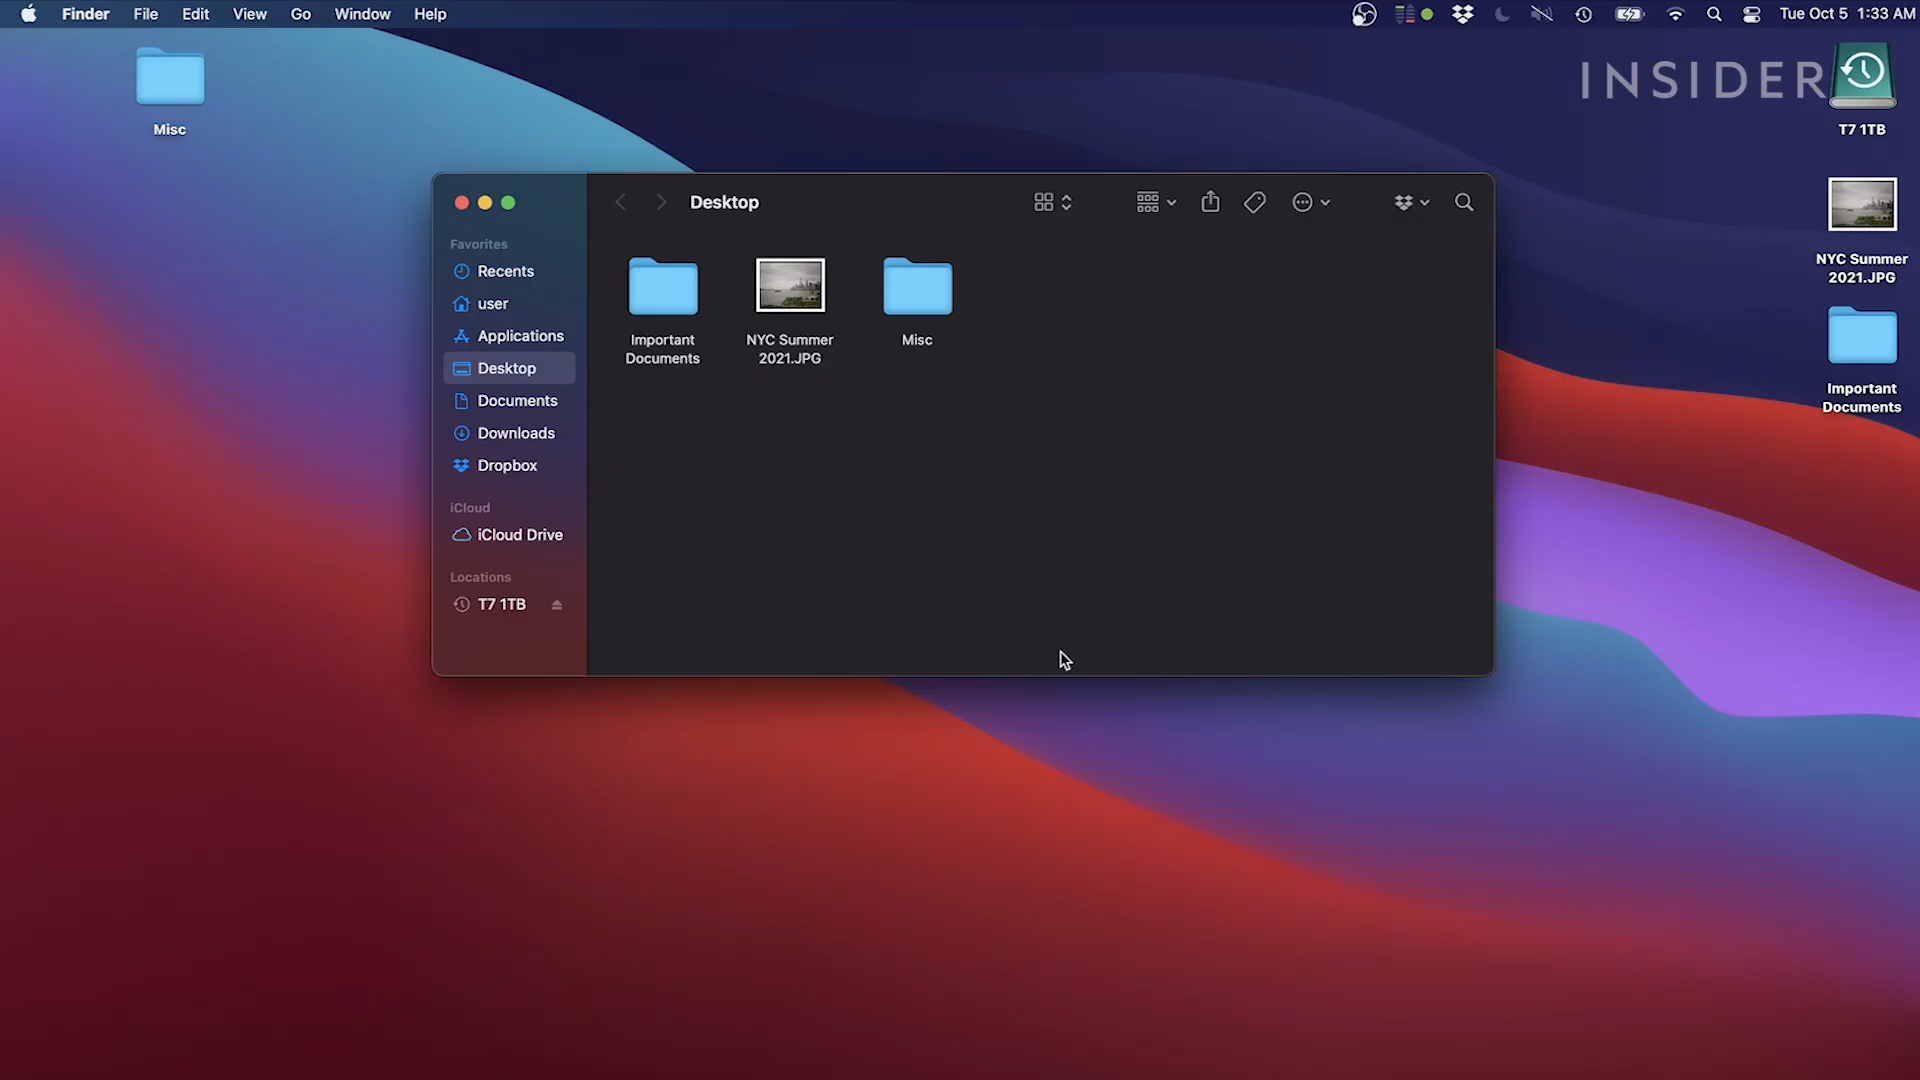 Finder File Edit View Go Window Help
Tue Oct 5 1:33 AM
INSIDER
Misc
T7 1TB
NYC Summer
2021.JPG
Important
Documents
Desktop
Favorites
Recents
user
Applications
Desktop
Documents
Downloads
Dropbox
iCloud
iCloud Drive
Locations
T7 1TB
Important
Documents
NYC Summer
2021.JPG
Misc